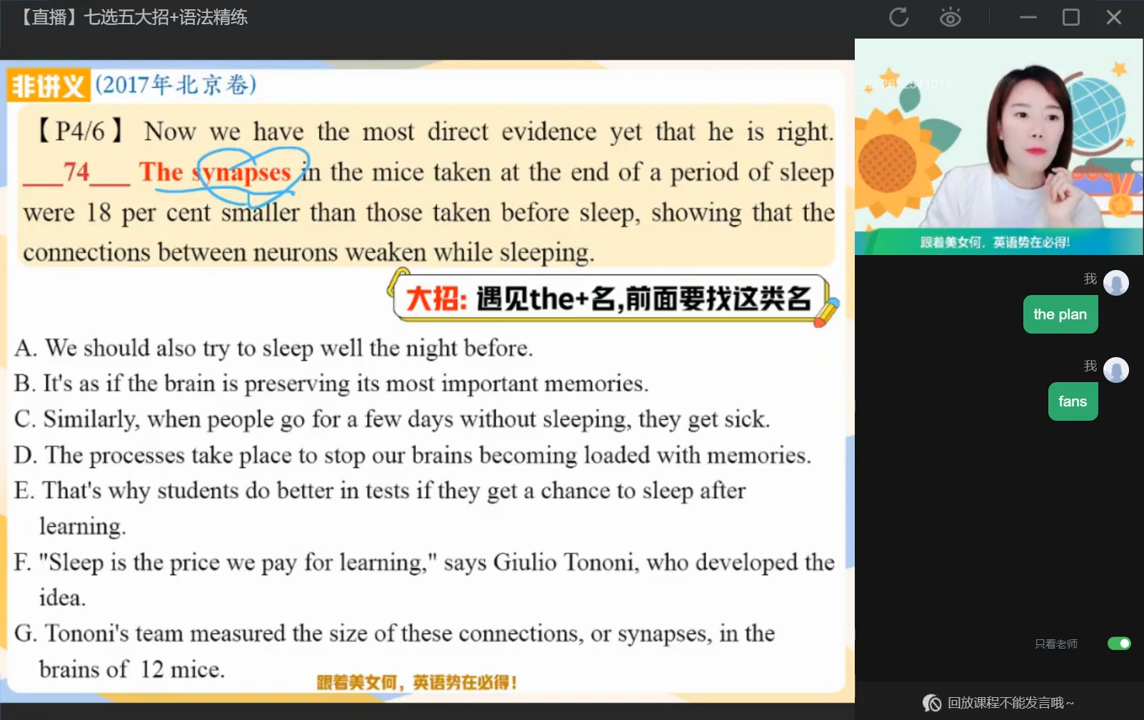 【直播】七选五大招+语法精练
非讲义 (2017年北京卷)
【P4/6】 Now we have the most direct evidence yet that he is right.
___74___ The synapses in the mice taken at the end of a period of sleep
were 18 per cent smaller than those taken before sleep, showing that the
connections between neurons weaken while sleeping.
大招: 遇见the+名,前面要找这类名
A. We should also try to sleep well the night before.
B. It's as if the brain is preserving its most important memories.
C. Similarly, when people go for a few days without sleeping, they get sick.
D. The processes take place to stop our brains becoming loaded with memories.
E. That's why students do better in tests if they get a chance to sleep after
learning.
F. "Sleep is the price we pay for learning," says Giulio Tononi, who developed the
idea.
G. Tononi's team measured the size of these connections, or synapses, in the
brains of 12 mice.
跟着美女何，英语势在必得!
跟着美女何，英语势在必得!
我
the plan
我
fans
只看老师
回放课程不能发言哦~